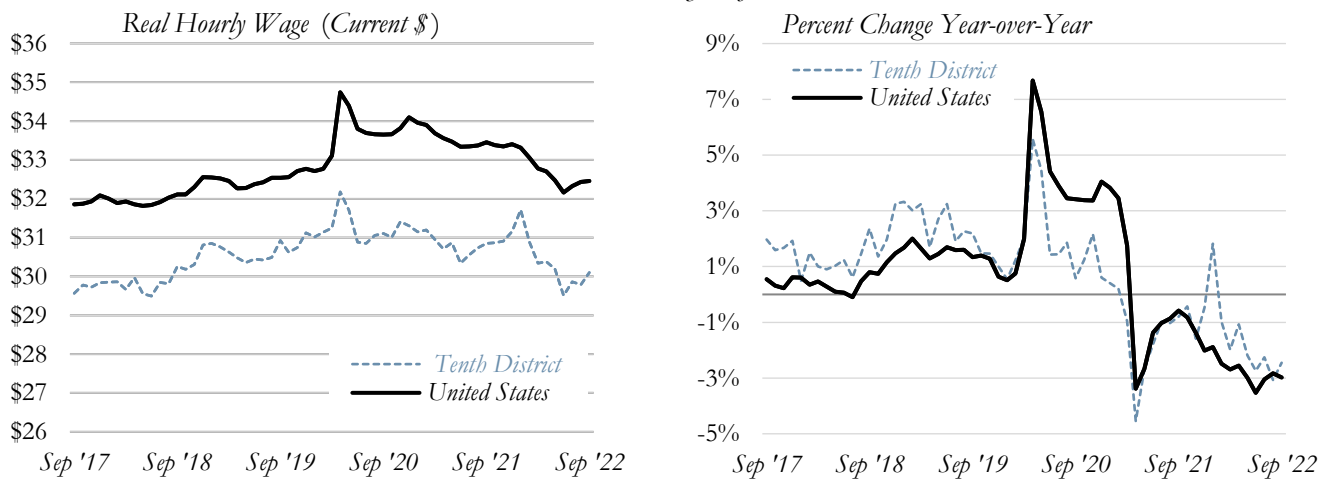 Real Hourly Wage (Current $)
$36
$35
$34
$33
$32
$31
$30
$29
$28
$27
$26
Tenth District
United States
Sep '17 Sep '18 Sep '19 Sep '20 Sep '21 Sep '22
Percent Change Year-over-Year
9%
7%
5%
3%
1%
-1%
-3%
-5%
Tenth District
United States
Sep '17 Sep '18 Sep '19 Sep '20 Sep '21 Sep '22